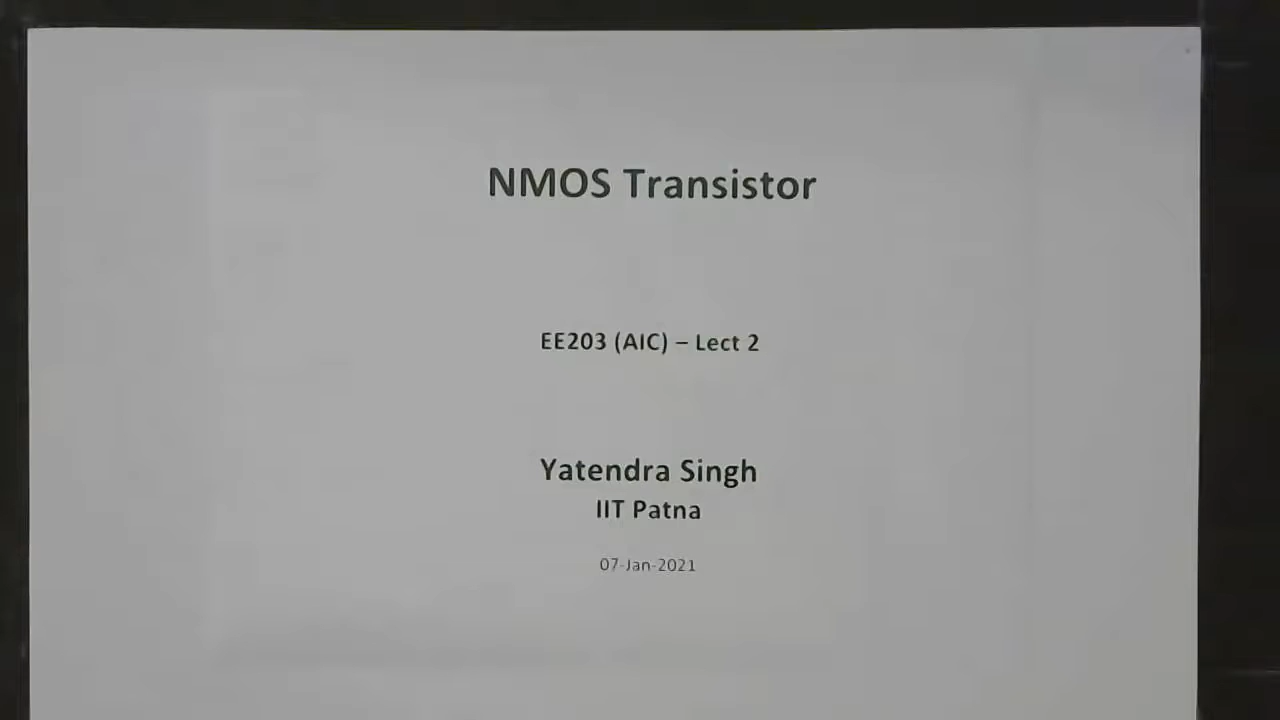 NMOS Transistor
EE203 (AIC) – Lect 2
Yatendra Singh
IIT Patna
07-Jan-2021